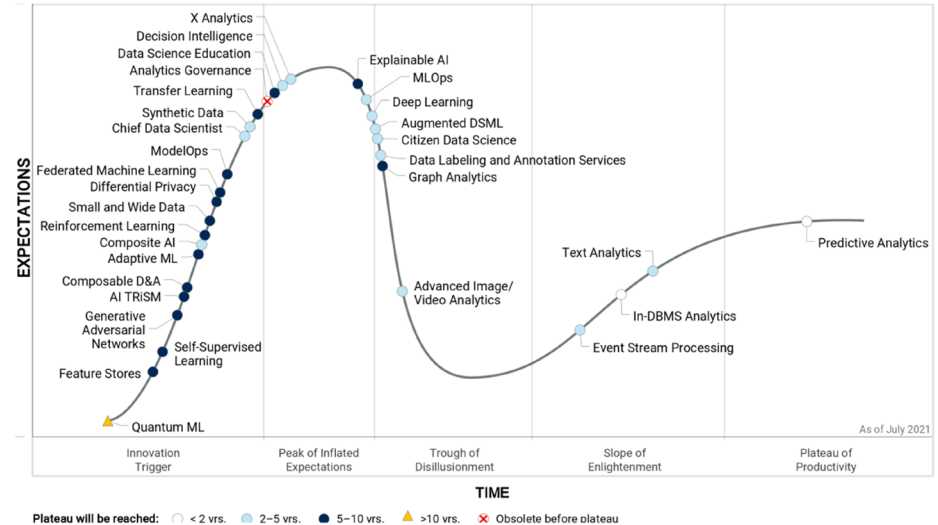 X Analytics
Decision Intelligence
Data Science Education
Analytics Governance
Transfer Learning
Synthetic Data
Chief Data Scientist
ModelOps
Federated Machine Learning
Differential Privacy
Small and Wide Data
Reinforcement Learning
Composite AI
Adaptive ML
Composable D&A
AI TRiSM
Generative
Adversarial
Networks
Self-Supervised
Learning
Feature Stores
Quantum ML
Explainable AI
MLOps
Deep Learning
Augmented DSML
Citizen Data Science
Data Labeling and Annotation Services
Graph Analytics
Advanced Image/
Video Analytics
Text Analytics
In-DBMS Analytics
Event Stream Processing
Predictive Analytics
EXPECTATIONS
As of July 2021
Innovation
Trigger
Peak of Inflated
Expectations
Trough of
Disillusionment
Slope of
Enlightenment
Plateau of
Productivity
TIME
Plateau will be reached: < 2 yrs. 2–5 yrs. 5–10 yrs. >10 yrs. Obsolete before plateau